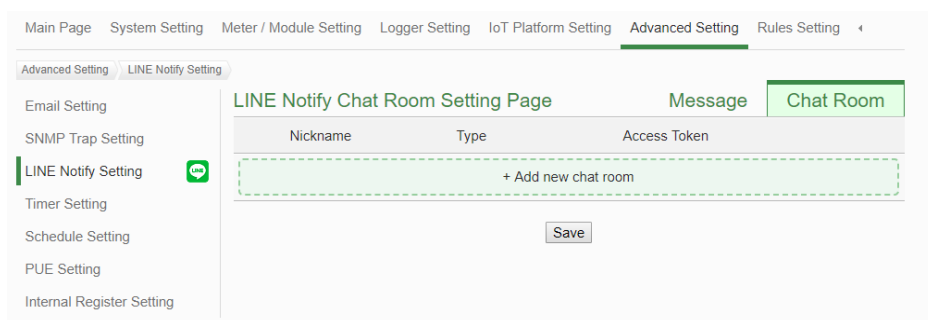 Main Page System Setting Meter / Module Setting Logger Setting IoT Platform Setting Advanced Setting Rules Setting
Advanced Setting LINE Notify Setting
Email Setting
SNMP Trap Setting
LINE Notify Setting LINE
Timer Setting
Schedule Setting
PUE Setting
Internal Register Setting
LINE Notify Chat Room Setting Page Message Chat Room
Nickname Type Access Token
+ Add new chat room
Save